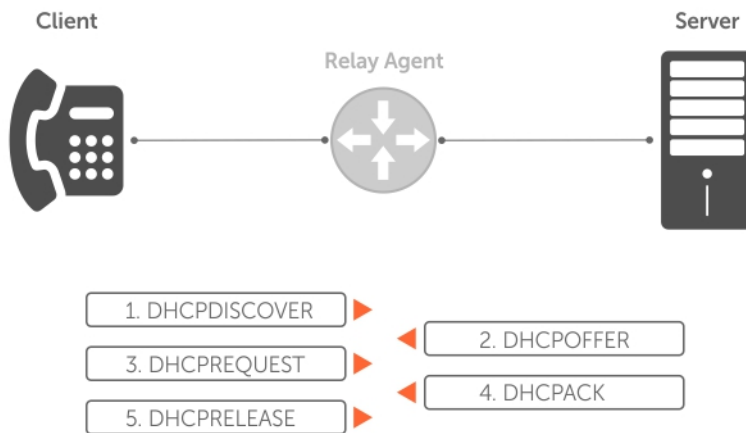 Client
Server
Relay Agent
1. DHCPDISCOVER
2. DHCPOFFER
3. DHCPREQUEST
4. DHCPACK
5. DHCPRELEASE